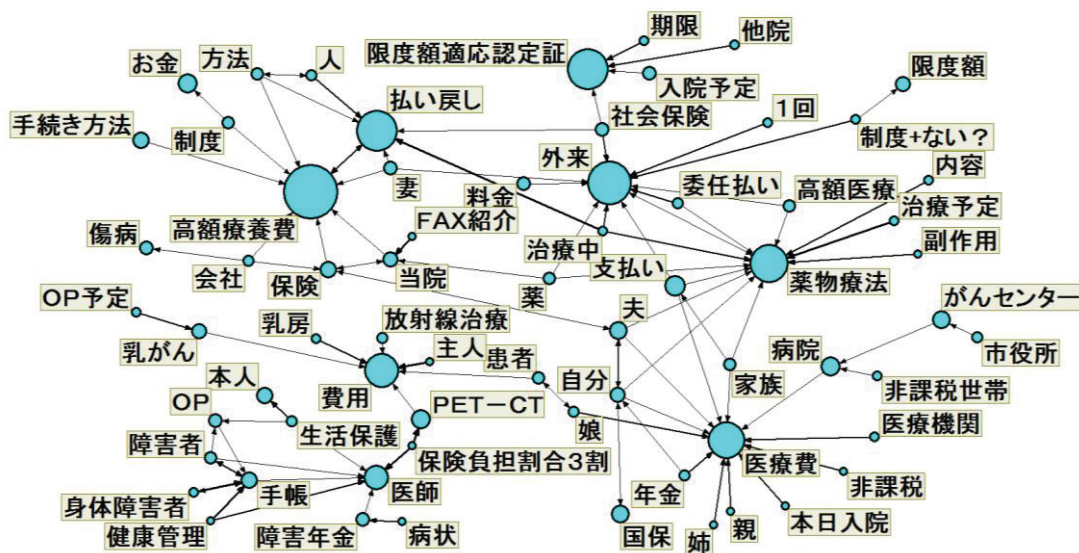 期限
限度額適応認定証
他院
お金
方法
人
入院予定
限度額
払い戻し
社会保険
1回
手続き方法
制度
制度+ない?
外来
内容
妻
料金
委任払い
高額医療
FAX紹介
治療予定
傷病
高額療養費
治療中
副作用
会社
保険
当院
薬
支払い
薬物療法
OP予定
乳房
放射線治療
夫
がんセンター
乳がん
主人
患者
病院
市役所
本人
費用
自分
家族
非課税世帯
OP
PET-CT
生活保護
娘
医療機関
障害者
保険負担割合3割
医療費
手帳
医師
年金
非課税
身体障害者
健康管理
障害年金
病状
国保
姉
親
本日入院